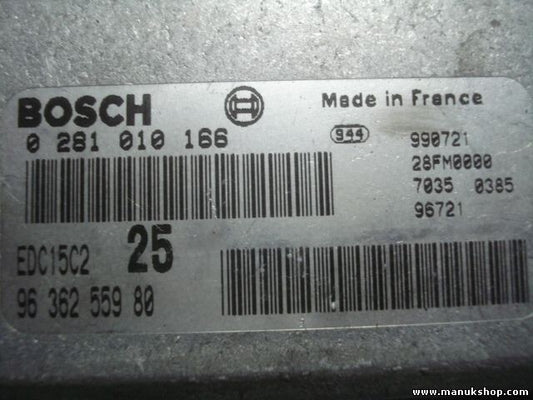 BOSCH
Made in France
0 281 010 166
944
990721
28FM0000
7035 0385
96721
EDC15C2 25
96 362 559 80
www.manukshop.com